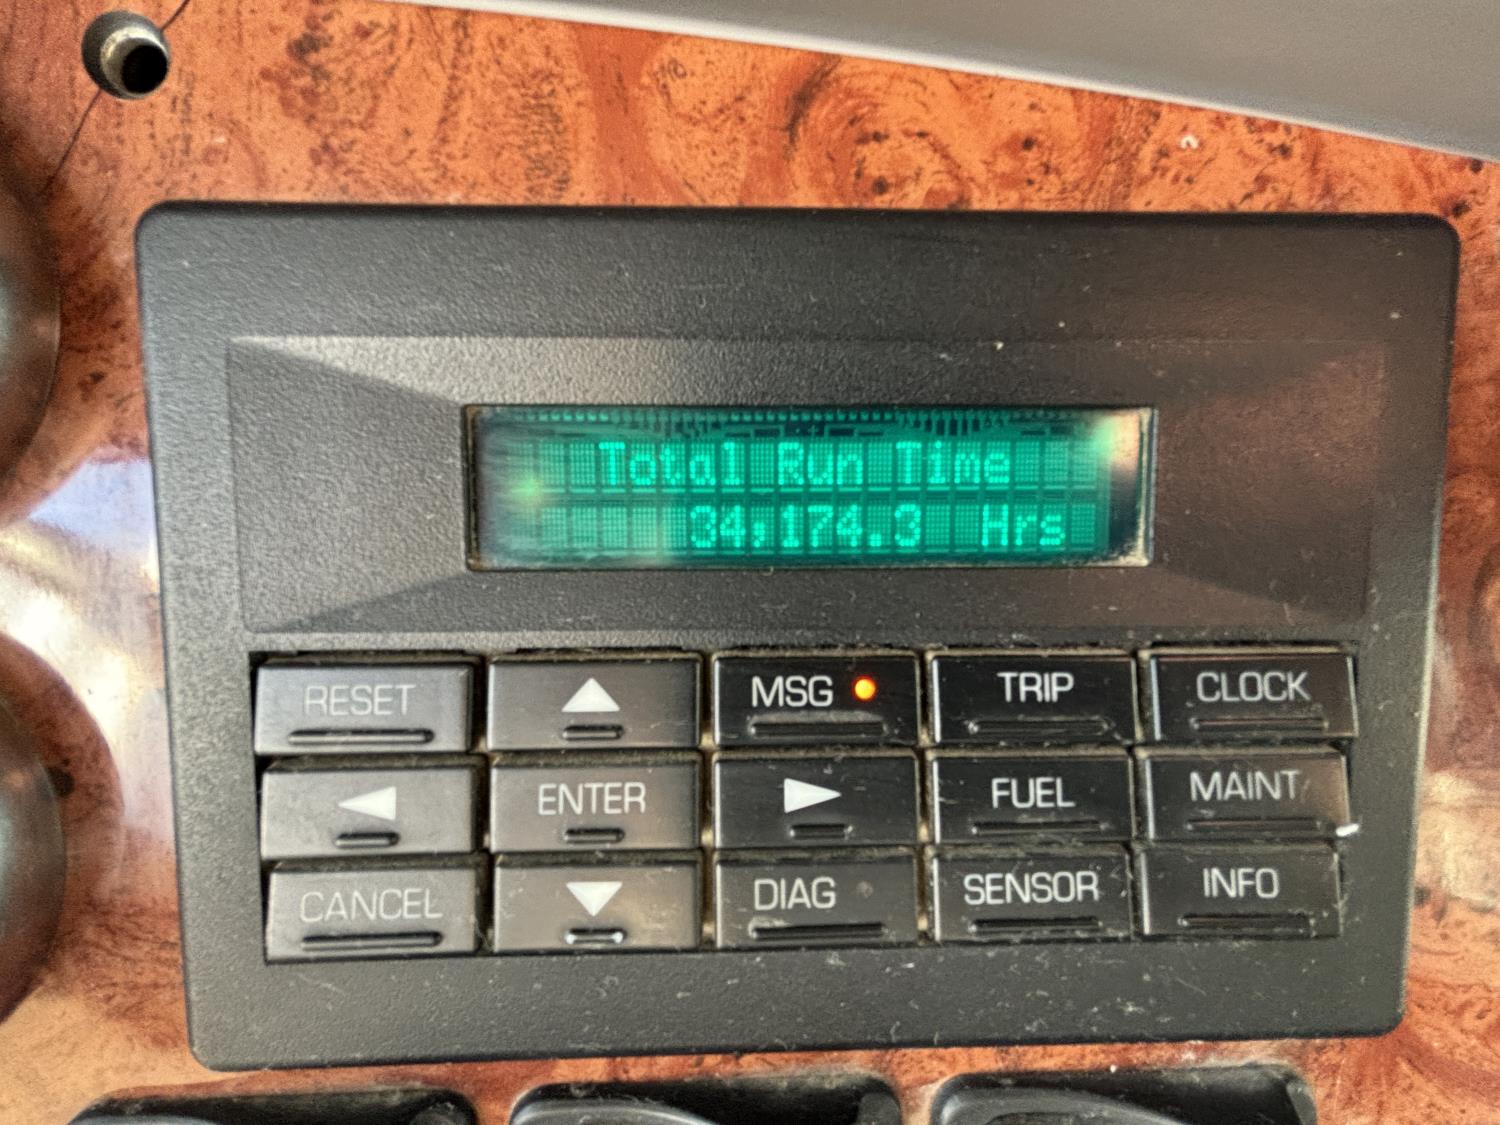 Total Run Time
34,174.3 Hrs
RESET MSG TRIP CLOCK
ENTER FUEL MAINT
CANCEL DIAG SENSOR INFO